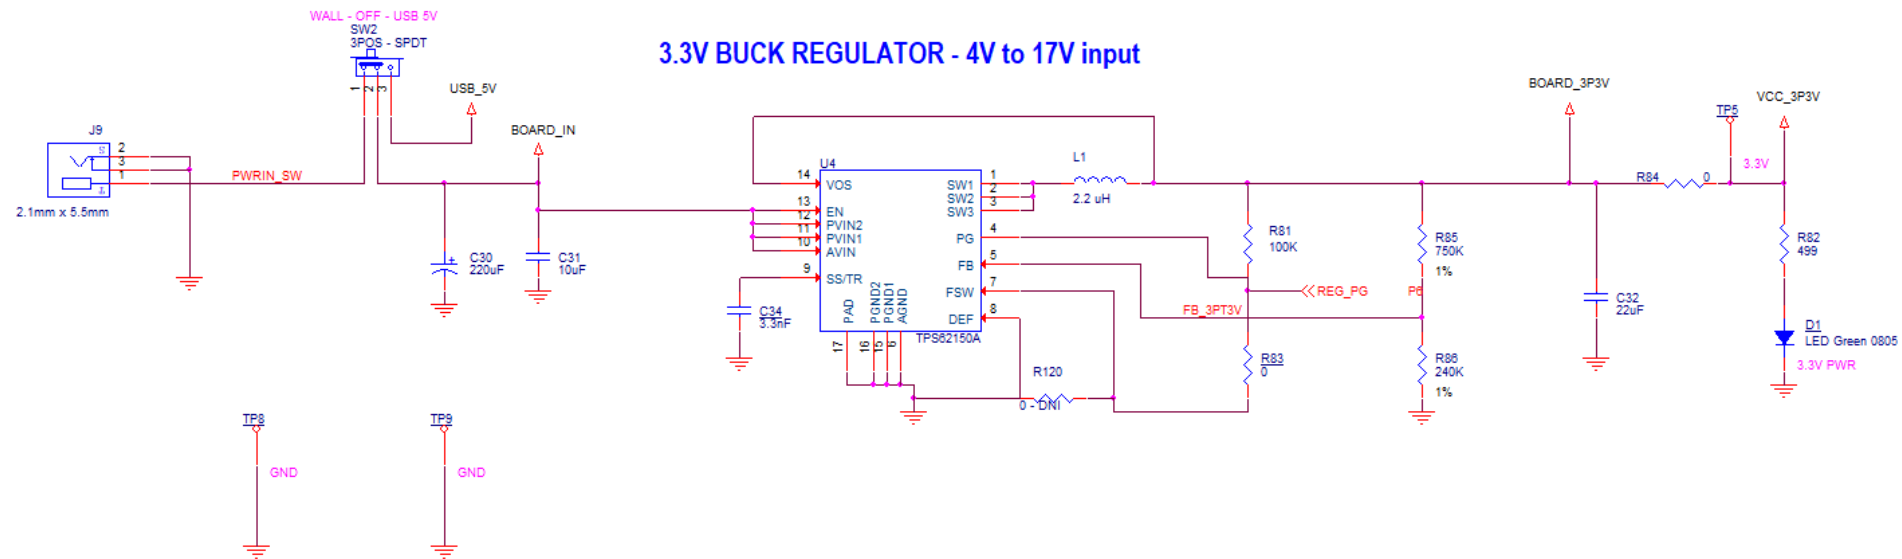 WALL - OFF - USB 5V
SW2
3POS - SPDT
3.3V BUCK REGULATOR - 4V to 17V input
1
2
3
USB_5V
BOARD_IN
J9
2
3
1
S
T
2.1mm x 5.5mm
PWRIN_SW
C30
220uF
C31
10uF
U4
14 VOS
13 EN
12 PVIN2
11 PVIN1
10 AVIN
9 SS/TR
SW1 1
SW2 2
SW3 3
PG 4
FB 5
FSW 7
DEF 8
PAD
PGND2
PGND1
AGND
17
16
15
6
TPS62150A
C34
3.3nF
L1
2.2 uH
R81
100K
REG_PG
P6
FB_3PT3V
R83
0
R120
0 - DNI
R85
750K
1%
R86
240K
1%
BOARD_3P3V
C32
22uF
R84
0
TP5
3.3V
VCC_3P3V
R82
499
D1
LED Green 0805
3.3V PWR
TP8
GND
TP9
GND